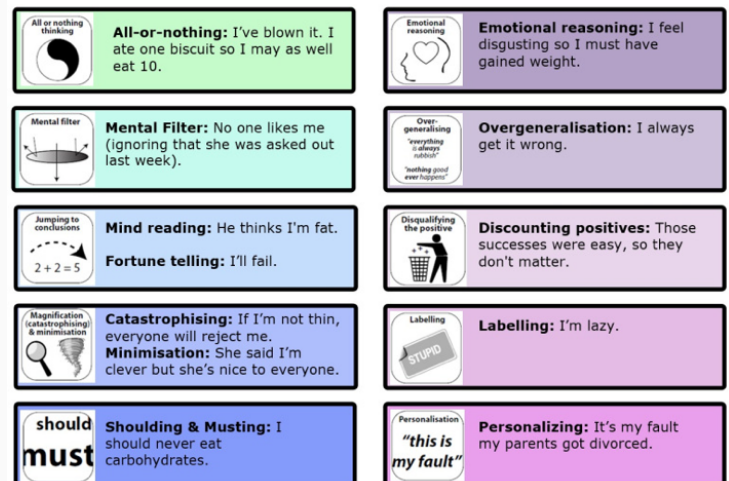 All or nothing
thinking
All-or-nothing: I’ve blown it. I
ate one biscuit so I may as well
eat 10.
Emotional
reasoning
Emotional reasoning: I feel
disgusting so I must have
gained weight.
Mental filter
Mental Filter: No one likes me
(ignoring that she was asked out
last week).
Over-
generalising
“everything
is always
rubbish”
“nothing good
ever happens”
Overgeneralisation: I always
get it wrong.
Jumping to
conclusions
2 + 2 = 5
Mind reading: He thinks I'm fat.
Fortune telling: I’ll fail.
Disqualifying
the positive
Discounting positives: Those
successes were easy, so they
don't matter.
Magnification
(catastrophising)
& minimisation
Catastrophising: If I’m not thin,
everyone will reject me.
Minimisation: She said I’m
clever but she’s nice to everyone.
Labelling
STUPID
Labelling: I’m lazy.
should
must
Shoulding & Musting: I
should never eat
carbohydrates.
Personalisation
“this is
my fault”
Personalizing: It’s my fault
my parents got divorced.